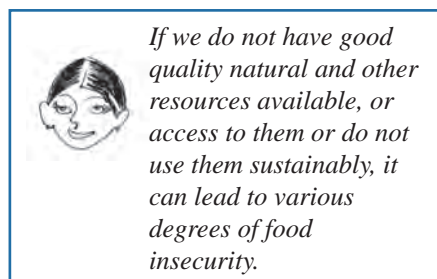 If we do not have good
quality natural and other
resources available, or
access to them or do not
use them sustainably, it
can lead to various
degrees of food
insecurity.